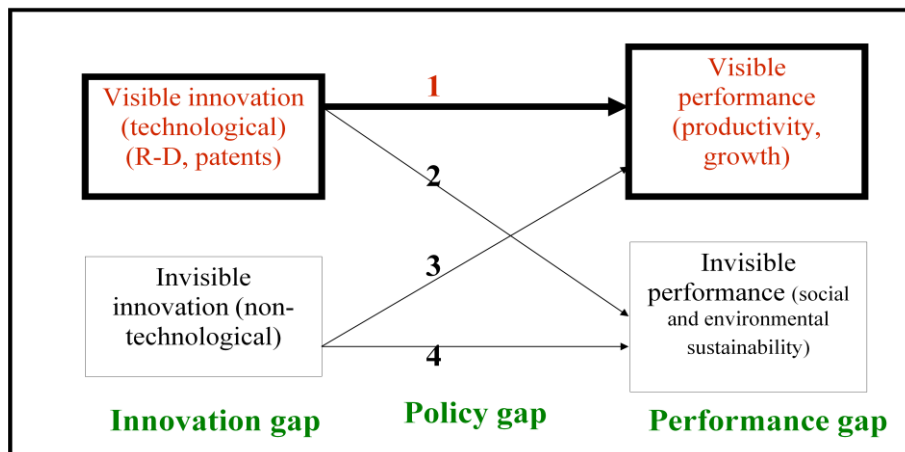 Visible innovation
(technological)
(R-D, patents)
1
Visible
performance
(productivity,
growth)
2
3
Invisible
innovation (non-
technological)
Invisible
performance (social
and environmental
sustainability)
4
Innovation gap
Policy gap
Performance gap